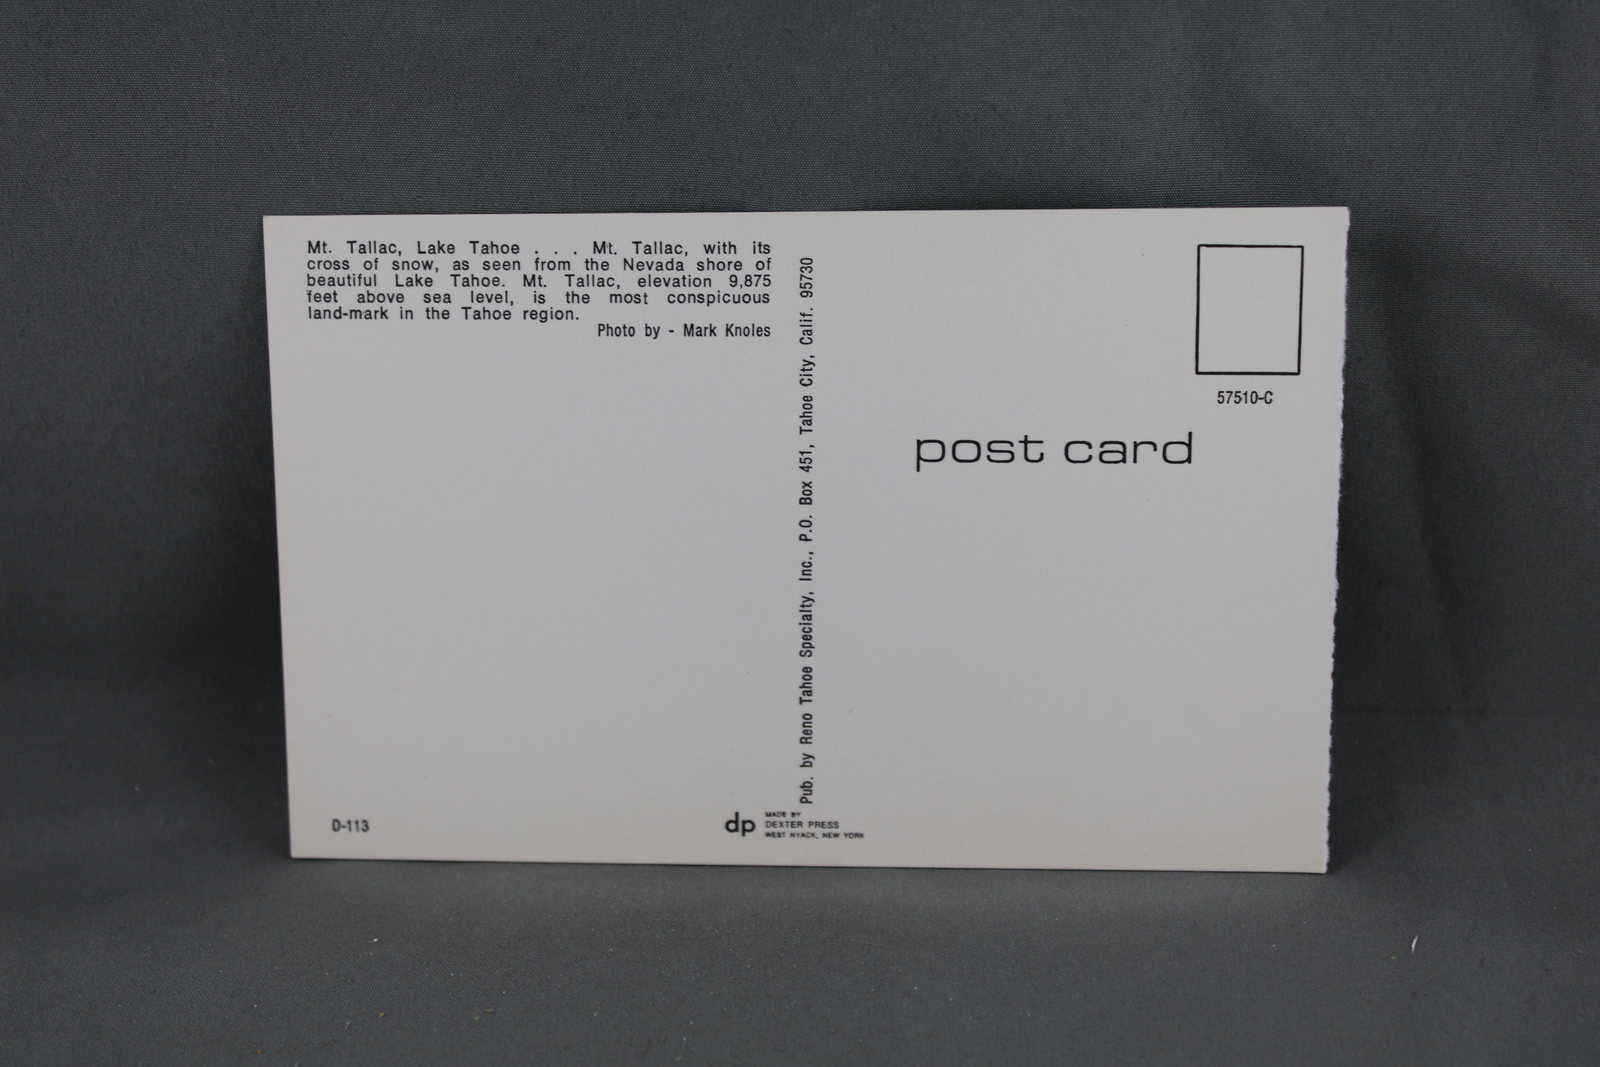 Mt. Tallac, Lake Tahoe . . . Mt. Tallac, with its
cross of snow, as seen from the Nevada shore of
beautiful Lake Tahoe. Mt. Tallac, elevation 9,875
feet above sea level, is the most conspicuous
land-mark in the Tahoe region.
Photo by - Mark Knoles
D-113
Pub. by Reno Tahoe Specialty, Inc., P.O. Box 451, Tahoe City, Calif. 95730
dp
MADE BY
DEXTER PRESS
WEST NYACK, NEW YORK
57510-C
post card